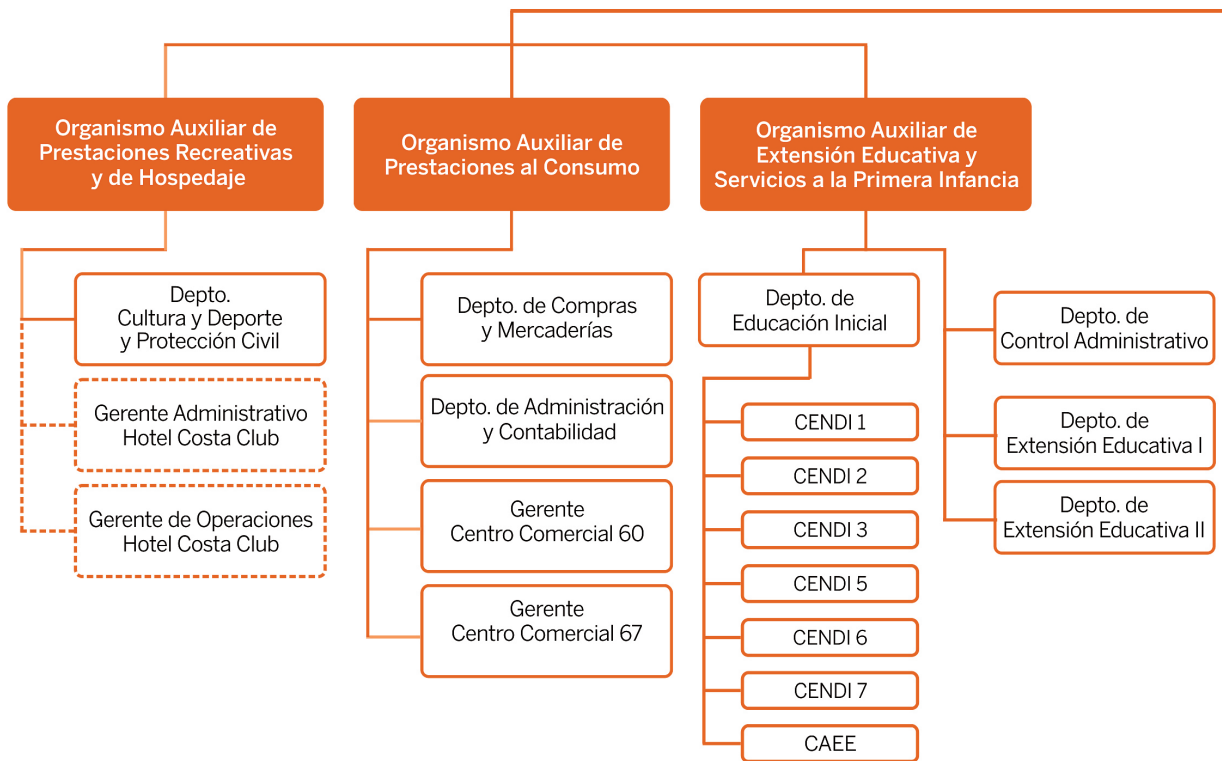 Organismo Auxiliar de
Prestaciones Recreativas
y de Hospedaje
Depto.
Cultura y Deporte
y Protección Civil
Gerente Administrativo
Hotel Costa Club
Gerente de Operaciones
Hotel Costa Club
Organismo Auxiliar de
Prestaciones al Consumo
Depto. de Compras
y Mercaderías
Depto. de Administración
y Contabilidad
Gerente
Centro Comercial 60
Gerente
Centro Comercial 67
Organismo Auxiliar de
Extensión Educativa y
Servicios a la Primera Infancia
Depto. de
Educación Inicial
CENDI 1
CENDI 2
CENDI 3
CENDI 5
CENDI 6
CENDI 7
CAEE
Depto. de
Control Administrativo
Depto. de
Extensión Educativa I
Depto. de
Extensión Educativa II